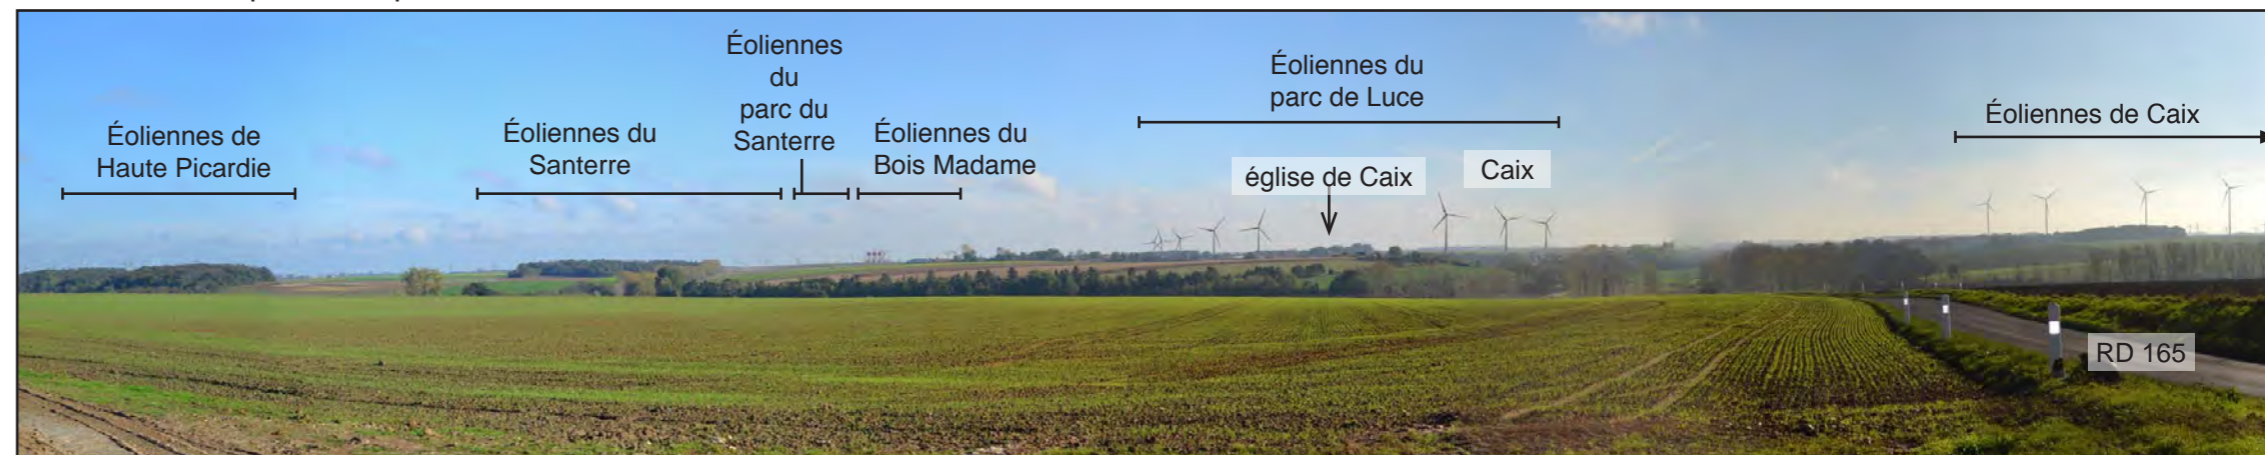 Éoliennes de
Haute Picardie
Éoliennes du
Santerre
Éoliennes
du
parc du
Santerre
Éoliennes du
Bois Madame
Éoliennes du
parc de Luce
église de Caix
Caix
Éoliennes de Caix
RD 165